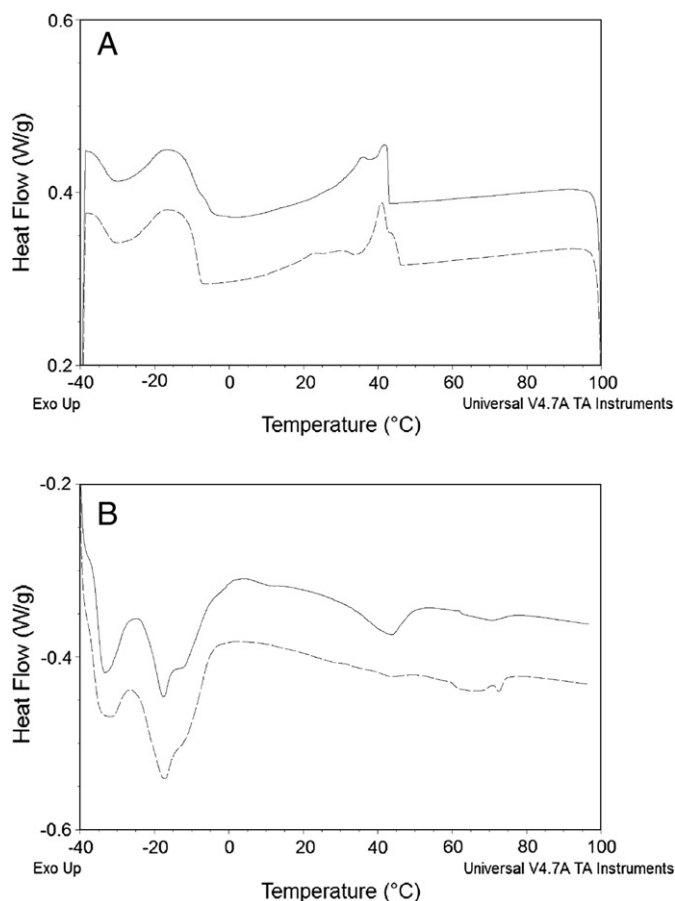 A
0.6
0.4
0.2
Heat Flow (W/g)
-40 -20 0 20 40 60 80 100
Exo Up
Temperature (°C)
Universal V4.7A TA Instruments
B
-0.2
-0.4
-0.6
Heat Flow (W/g)
-40 -20 0 20 40 60 80 100
Exo Up
Temperature (°C)
Universal V4.7A TA Instruments